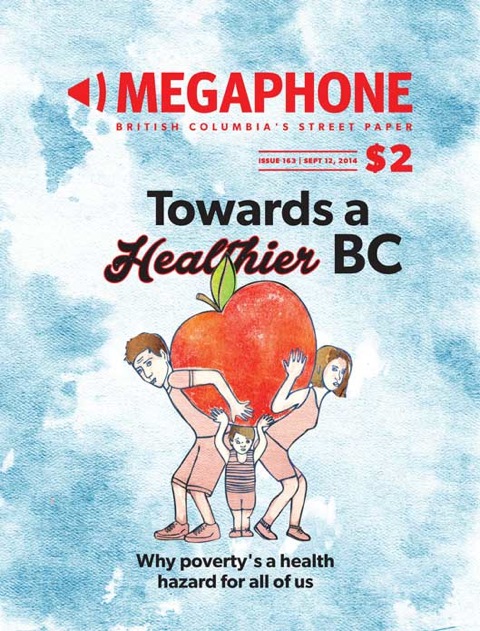 MEGAPHONE
BRITISH COLUMBIA'S STREET PAPER
ISSUE 163 | SEPT 12, 2014 $2
Towards a
Healthier BC
Why poverty's a health
hazard for all of us